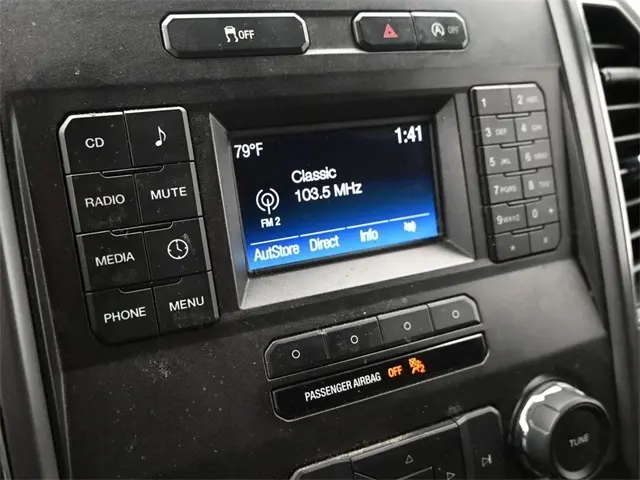 OFF
A OFF
CD
RADIO MUTE
MEDIA
PHONE MENU
79°F 1:41
Classic
103.5 MHz
FM 2
AutStore Direct Info
1 2 ABC
3 DEF 4 GHI
5 JKL 6 MNO
7 PQRS 8 TUV
9 WXYZ 0 +
* #
PASSENGER AIRBAG OFF 2
TUNE